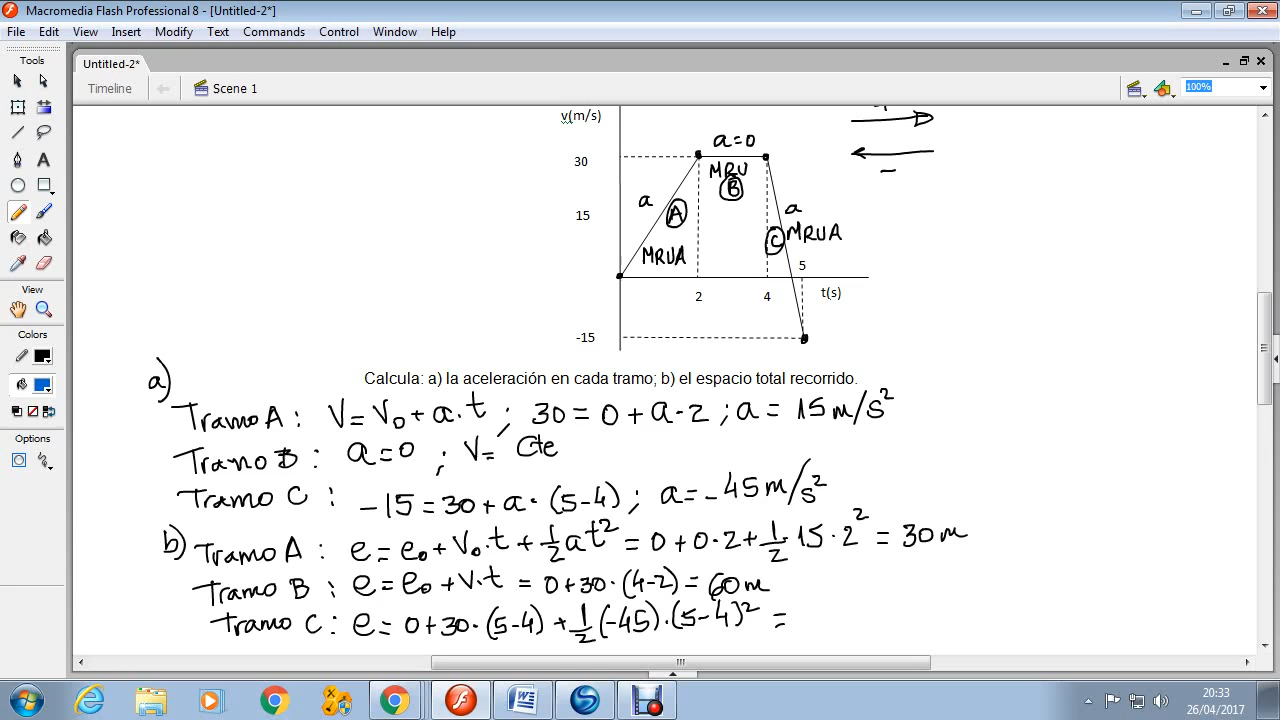 Macromedia Flash Professional 8 - [Untitled-2*]
File Edit View Insert Modify Text Commands Control Window Help
Tools
Untitled-2*
Timeline
Scene 1
100%
View
Colors
Options
v(m/s)
30
15
-15
2
4
5
t(s)
a=0
MRU
B
a
A
MRUA
a
C
MRUA
+
−
Calcula: a) la aceleración en cada tramo; b) el espacio total recorrido.
a)
Tramo A: V=V₀+a·t; 30=0+a·2; a=15m/s²
Tramo B: a=0; V=Cte
Tramo C: -15=30+a·(5-4); a=-45m/s²
b) Tramo A: e=e₀+V₀·t+1/2at²=0+0·2+1/2·15·2²=30m
Tramo B: e=e₀+V·t=0+30·(4-2)=60m
Tramo C: e=0+30·(5-4)+1/2(-45)·(5-4)²=
20:33
26/04/2017